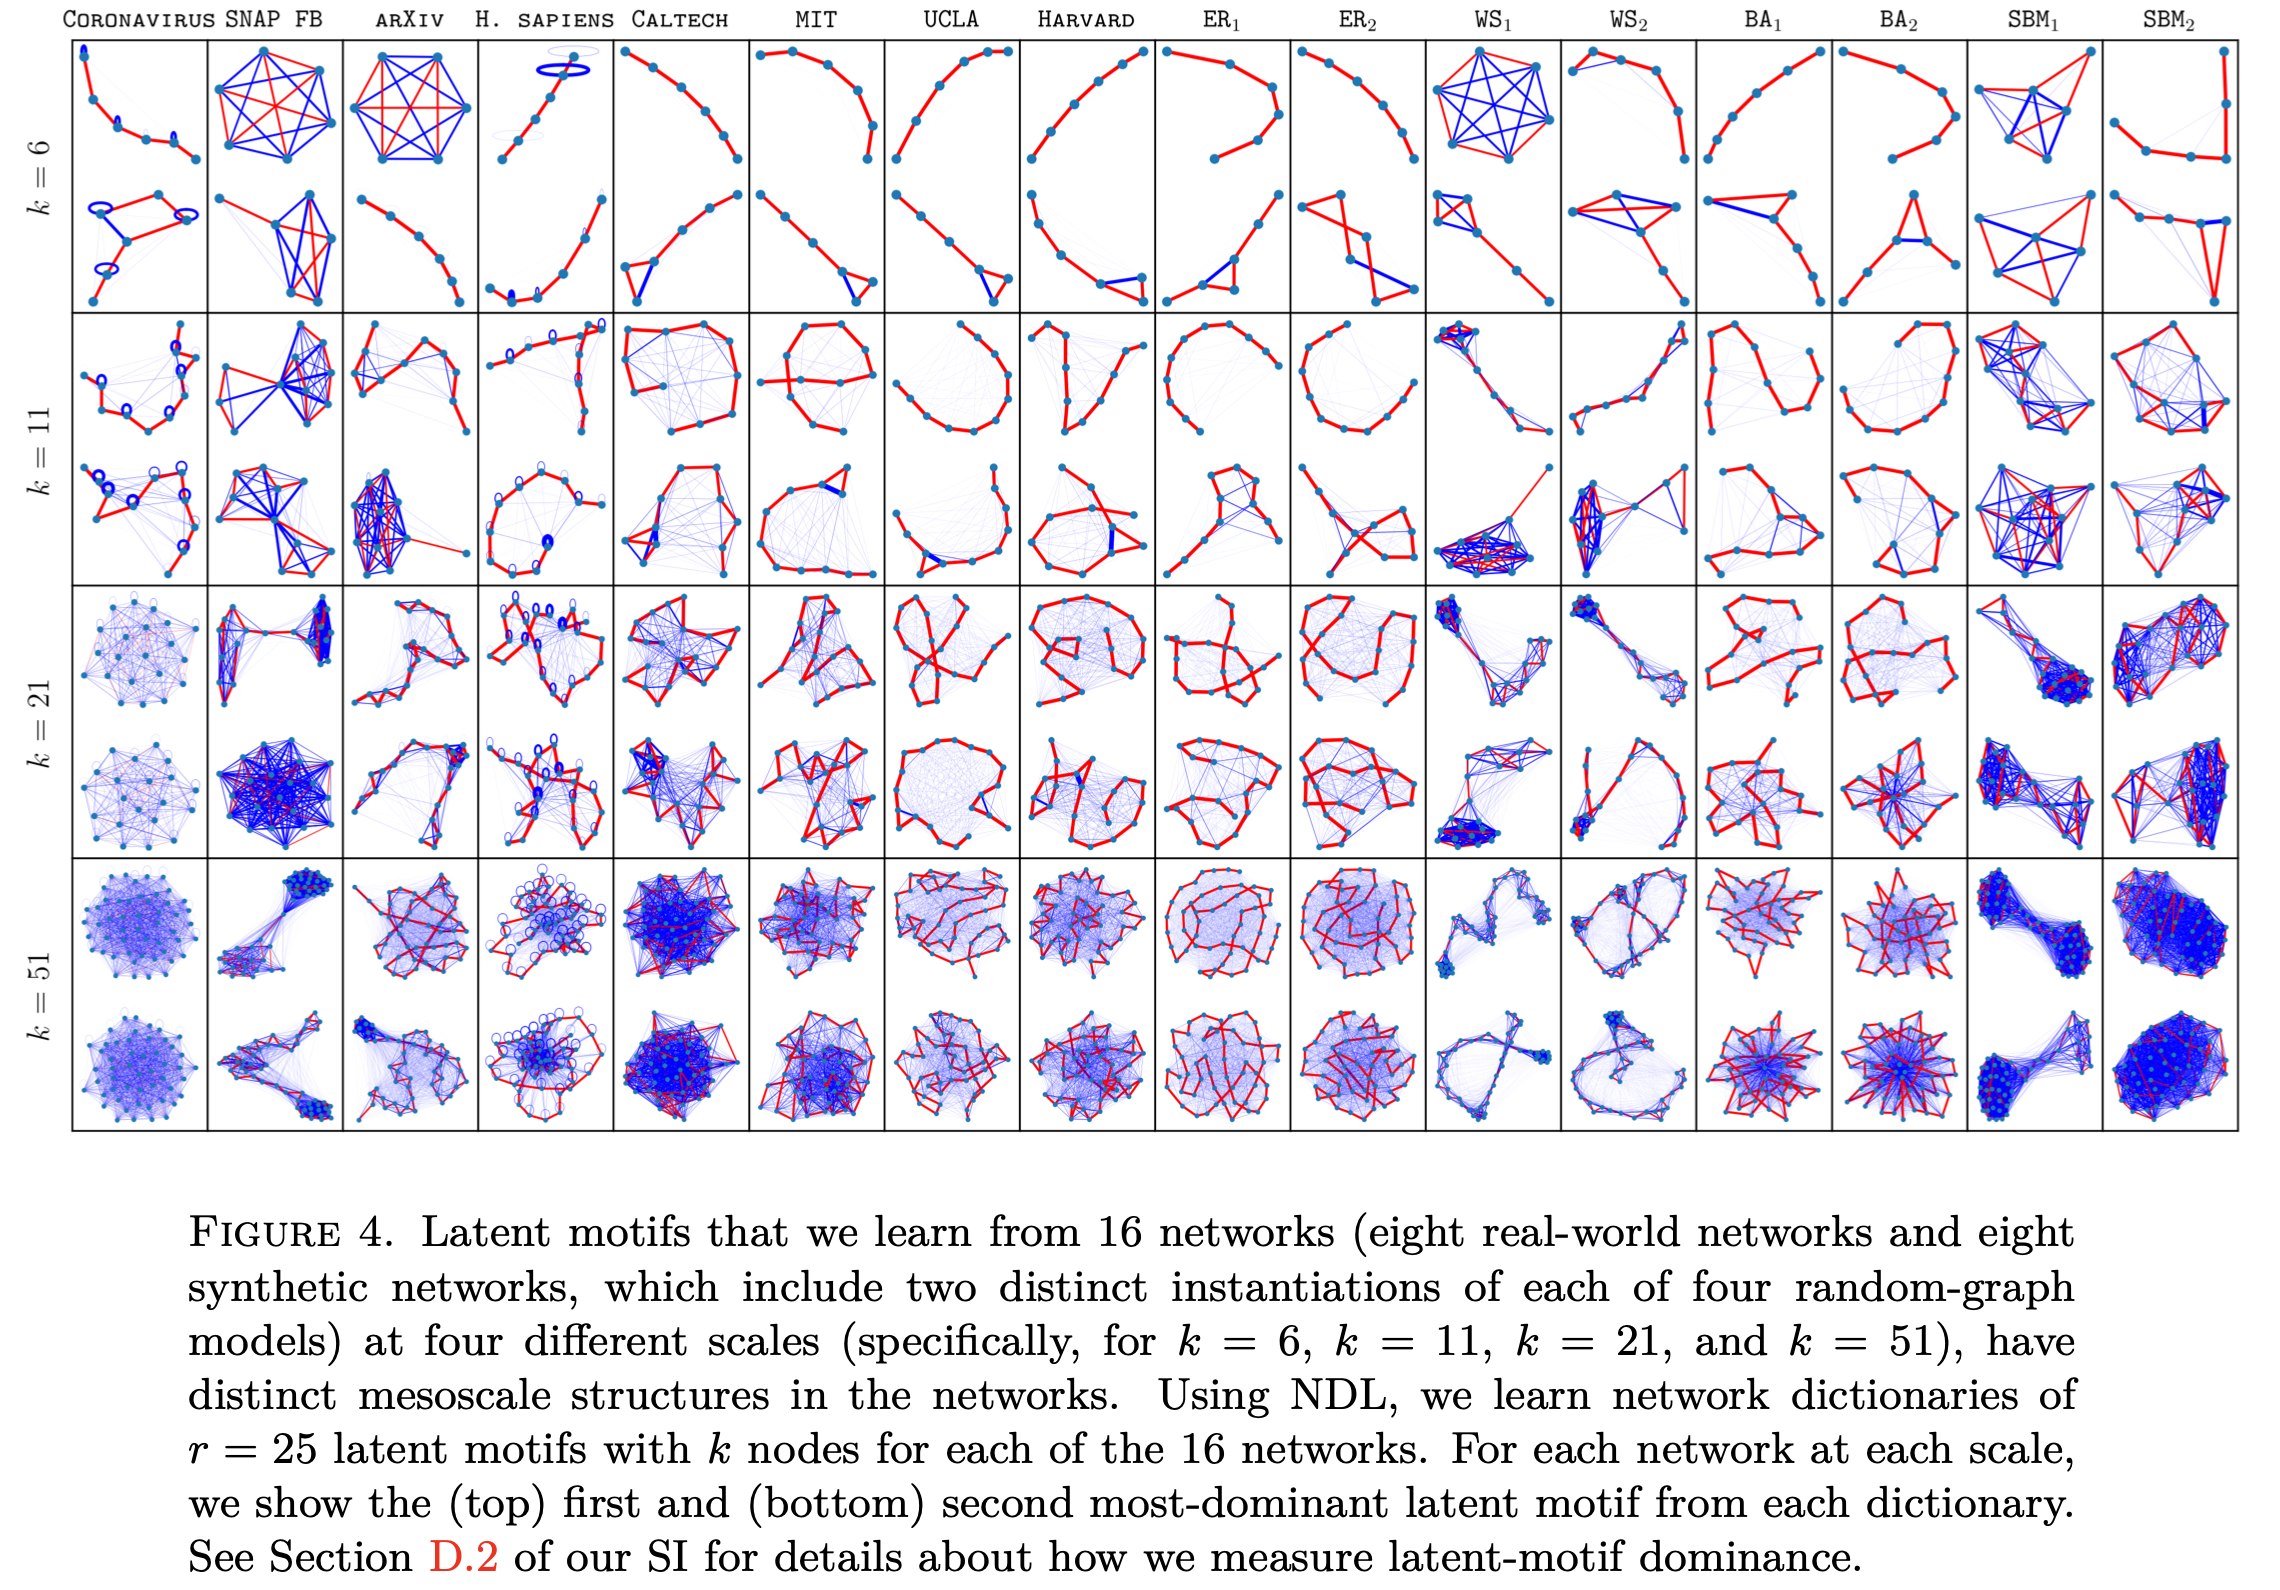 CORONAVIRUS SNAP FB ARXIV H. SAPIENS CALTECH MIT UCLA HARVARD ER₁ ER₂ WS₁ WS₂ BA₁ BA₂ SBM₁ SBM₂
k = 6
k = 11
k = 21
k = 51
FIGURE 4. Latent motifs that we learn from 16 networks (eight real-world networks and eight
synthetic networks, which include two distinct instantiations of each of four random-graph
models) at four different scales (specifically, for k = 6, k = 11, k = 21, and k = 51), have
distinct mesoscale structures in the networks. Using NDL, we learn network dictionaries of
r = 25 latent motifs with k nodes for each of the 16 networks. For each network at each scale,
we show the (top) first and (bottom) second most-dominant latent motif from each dictionary.
See Section D.2 of our SI for details about how we measure latent-motif dominance.